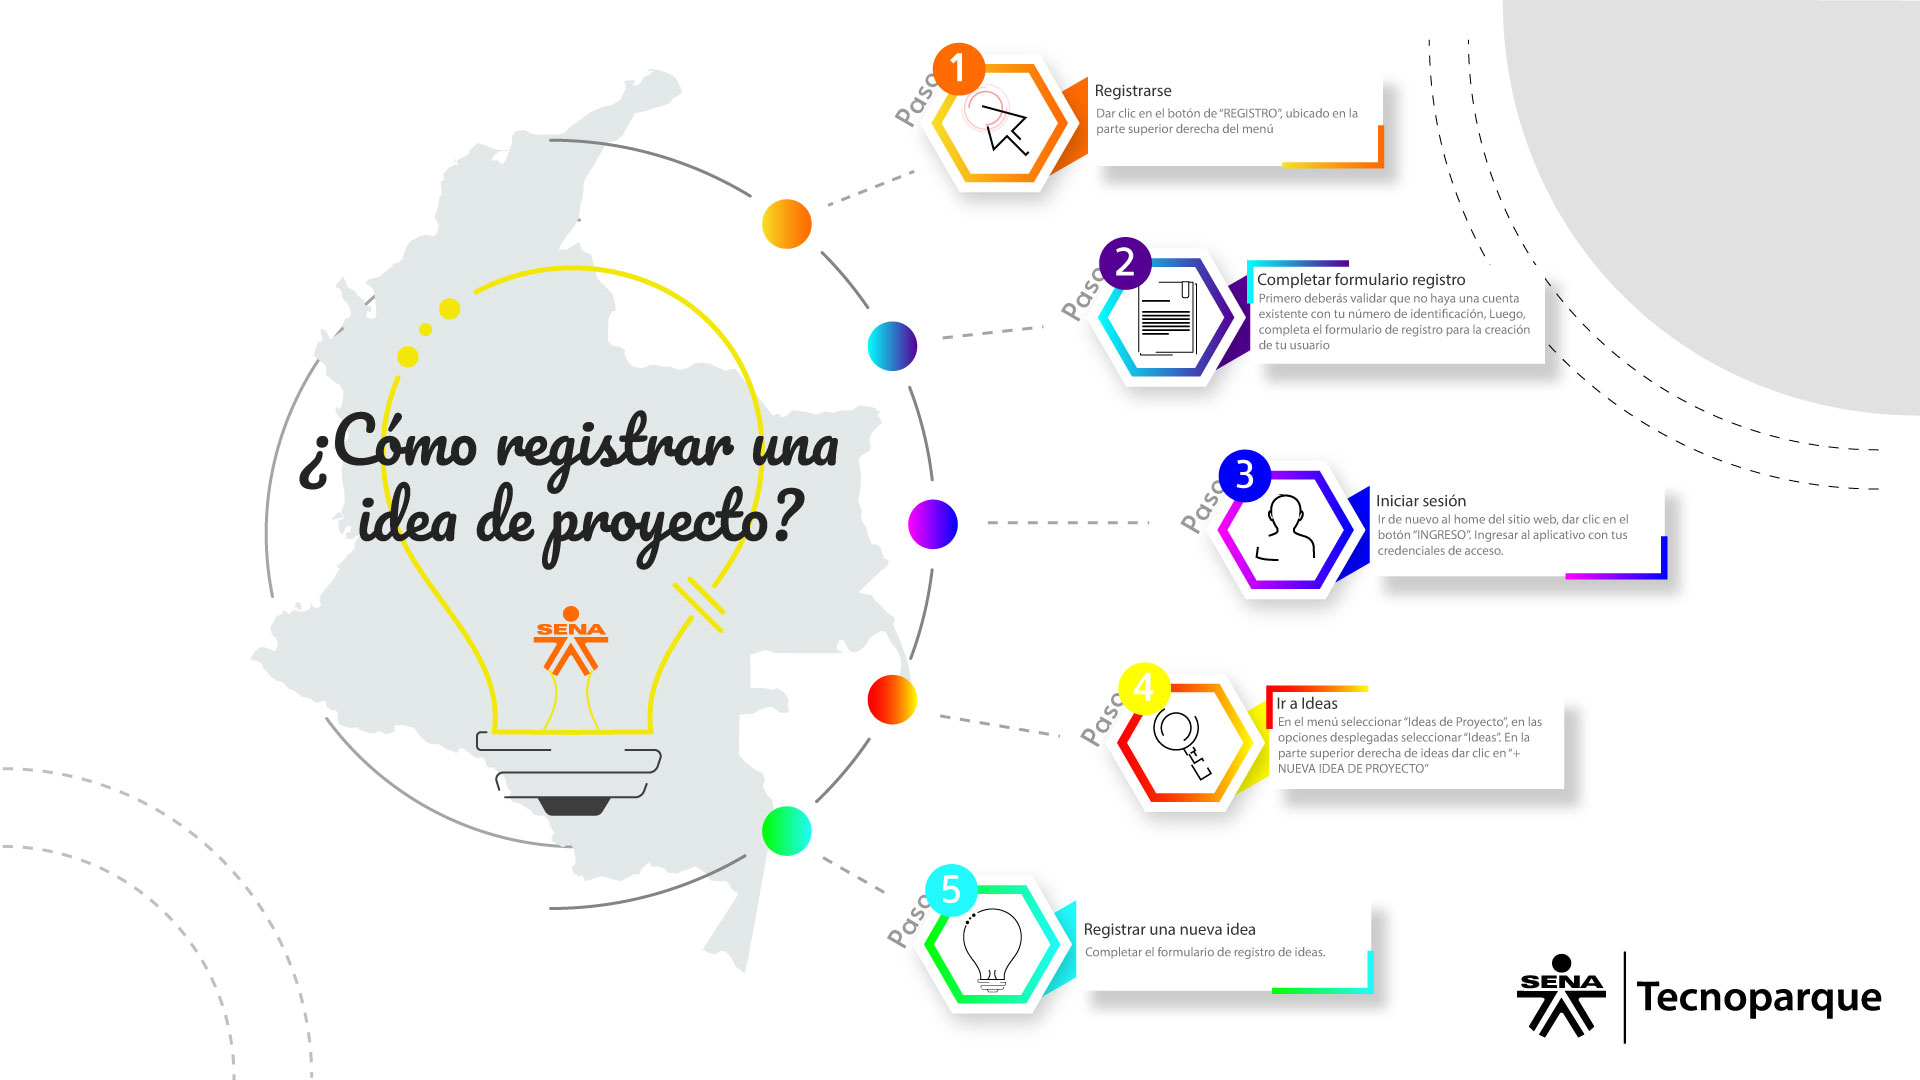 ¿Cómo registrar una
idea de proyecto?
SENA
Paso
1
Registrarse
Dar clic en el botón de “REGISTRO”, ubicado en la
parte superior derecha del menú
Paso
2
Completar formulario registro
Primero deberás validar que no haya una cuenta
existente con tu número de identificación, Luego,
completa el formulario de registro para la creación
de tu usuario
Paso
3
Iniciar sesión
Ir de nuevo al home del sitio web, dar clic en el
botón “INGRESO”. Ingresar al aplicativo con tus
credenciales de acceso.
Paso
4
Ir a Ideas
En el menú seleccionar “Ideas de Proyecto”, en las
opciones desplegadas seleccionar “Ideas”. En la
parte superior derecha de ideas dar clic en “+
NUEVA IDEA DE PROYECTO”
Paso
5
Registrar una nueva idea
Completar el formulario de registro de ideas.
SENA
Tecnoparque